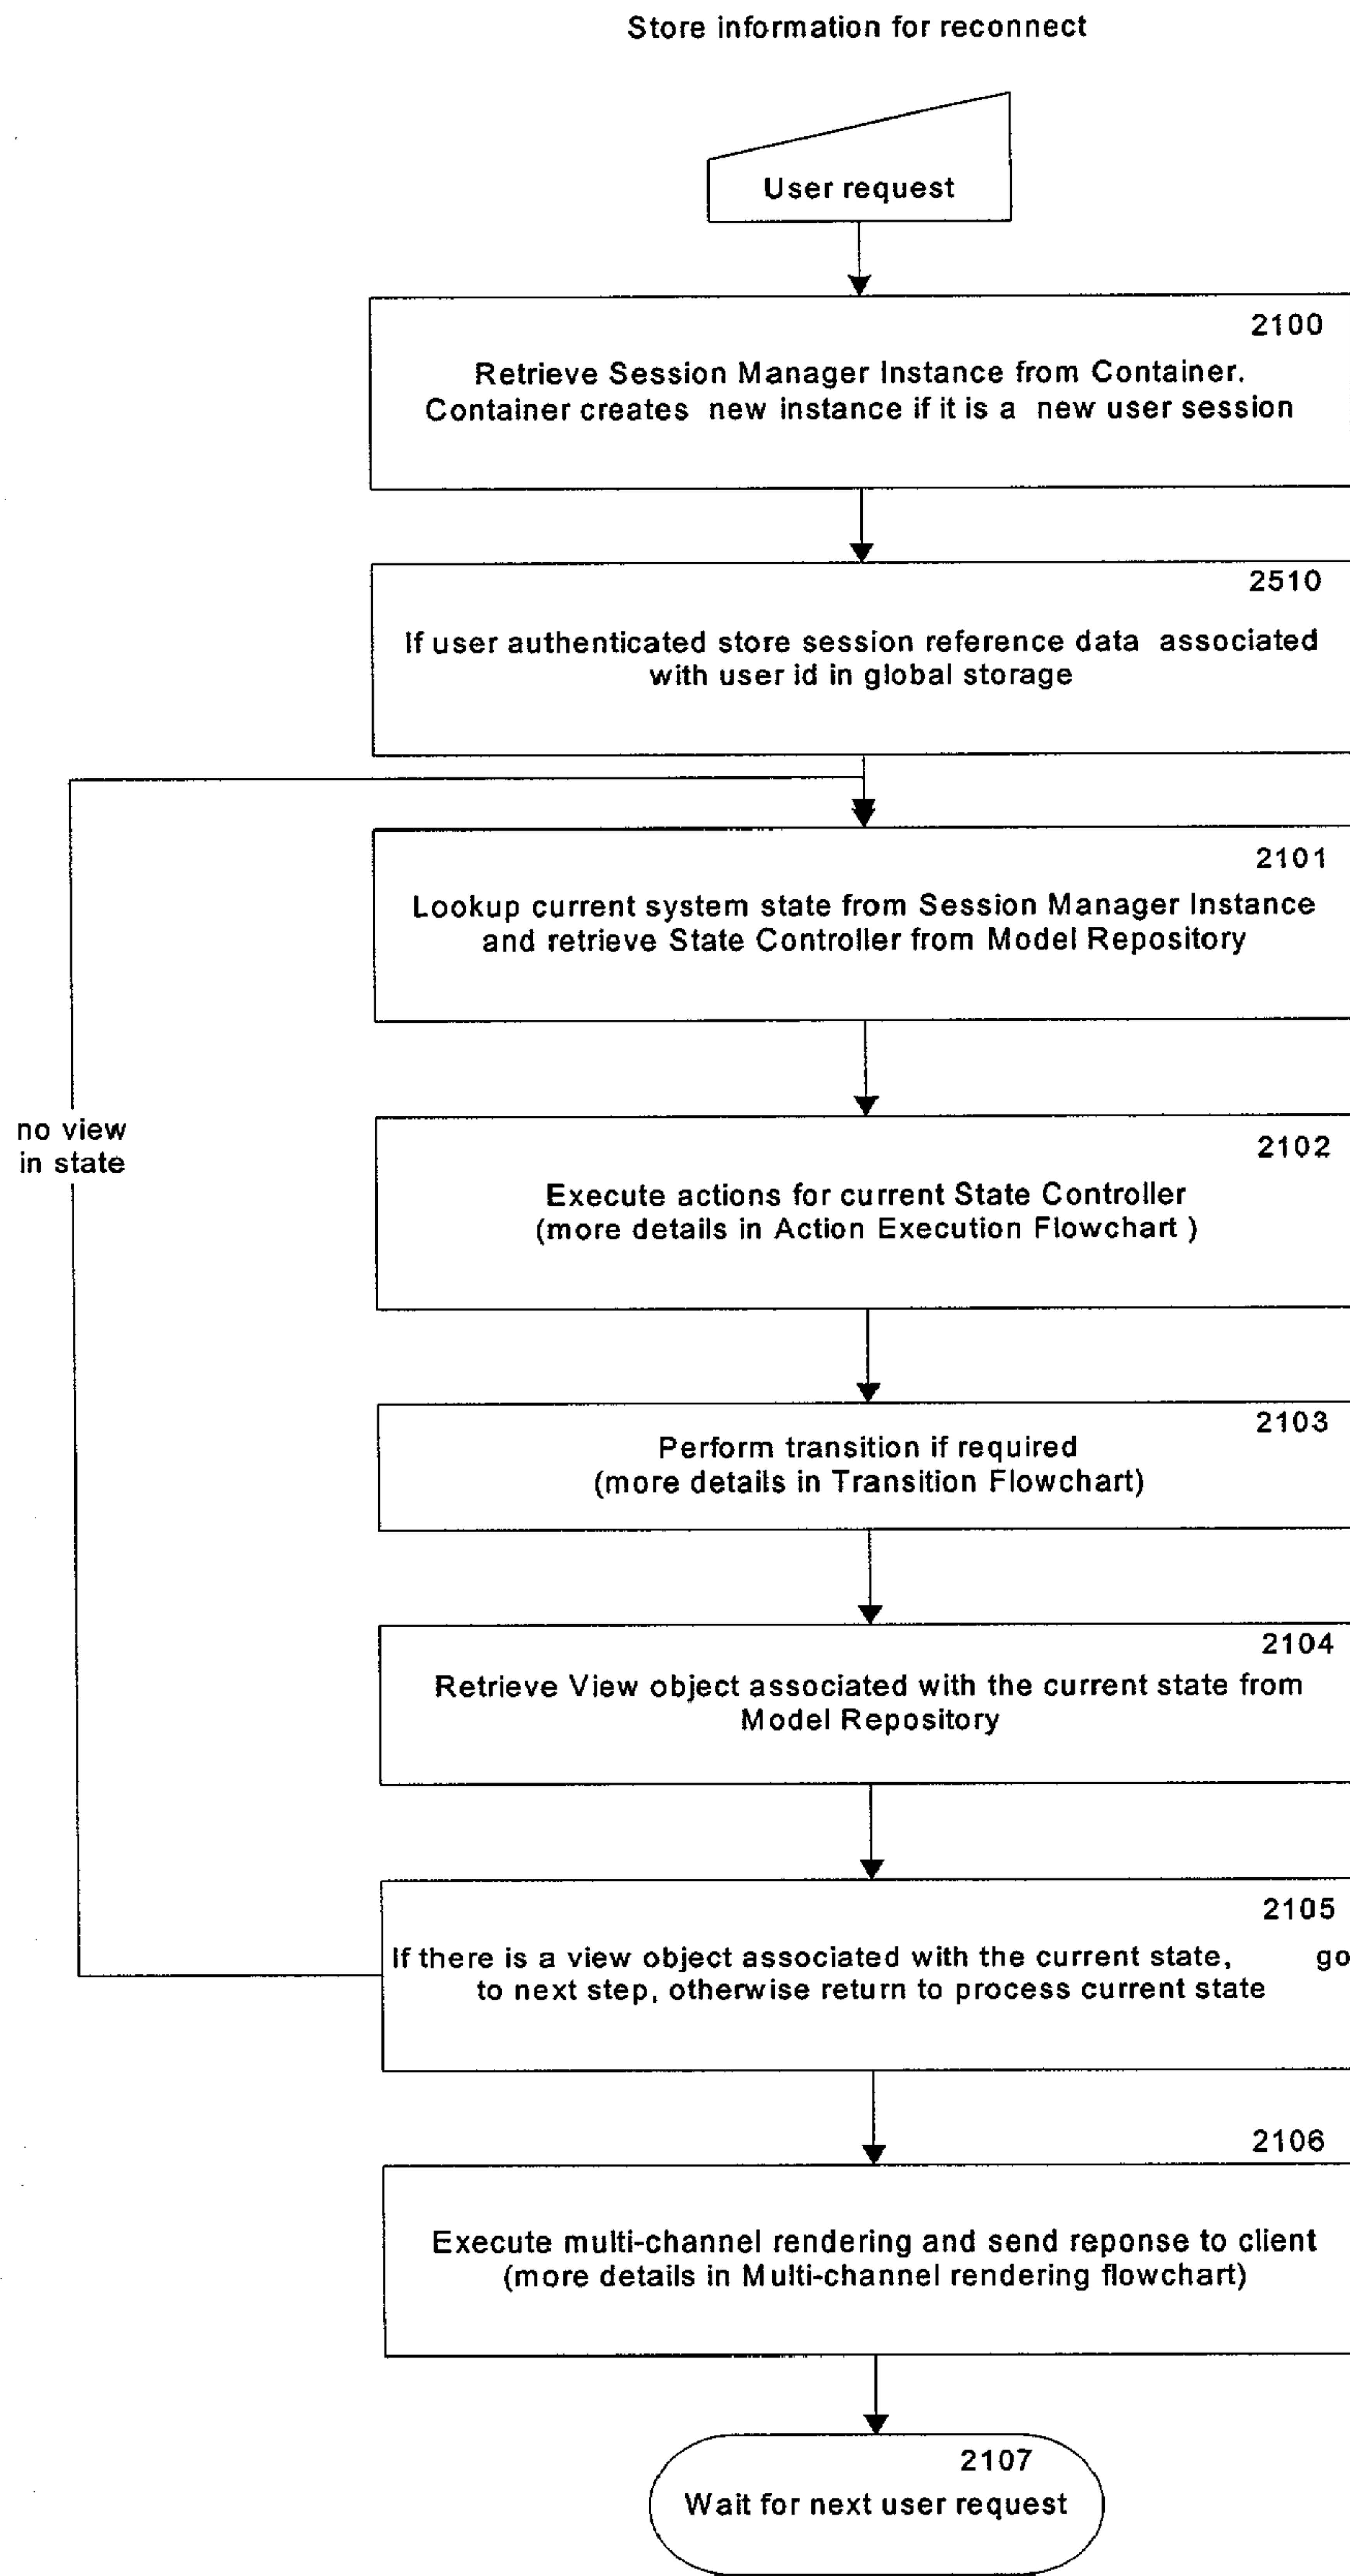 Store information for reconnect
User request
2100
Retrieve Session Manager Instance from Container.
Container creates new instance if it is a new user session
2510
If user authenticated store session reference data associated
with user id in global storage
2101
Lookup current system state from Session Manager Instance
and retrieve State Controller from Model Repository
no view
in state
2102
Execute actions for current State Controller
(more details in Action Execution Flowchart )
2103
Perform transition if required
(more details in Transition Flowchart)
2104
Retrieve View object associated with the current state from
Model Repository
2105
If there is a view object associated with the current state, go
to next step, otherwise return to process current state
2106
Execute multi-channel rendering and send reponse to client
(more details in Multi-channel rendering flowchart)
2107
Wait for next user request